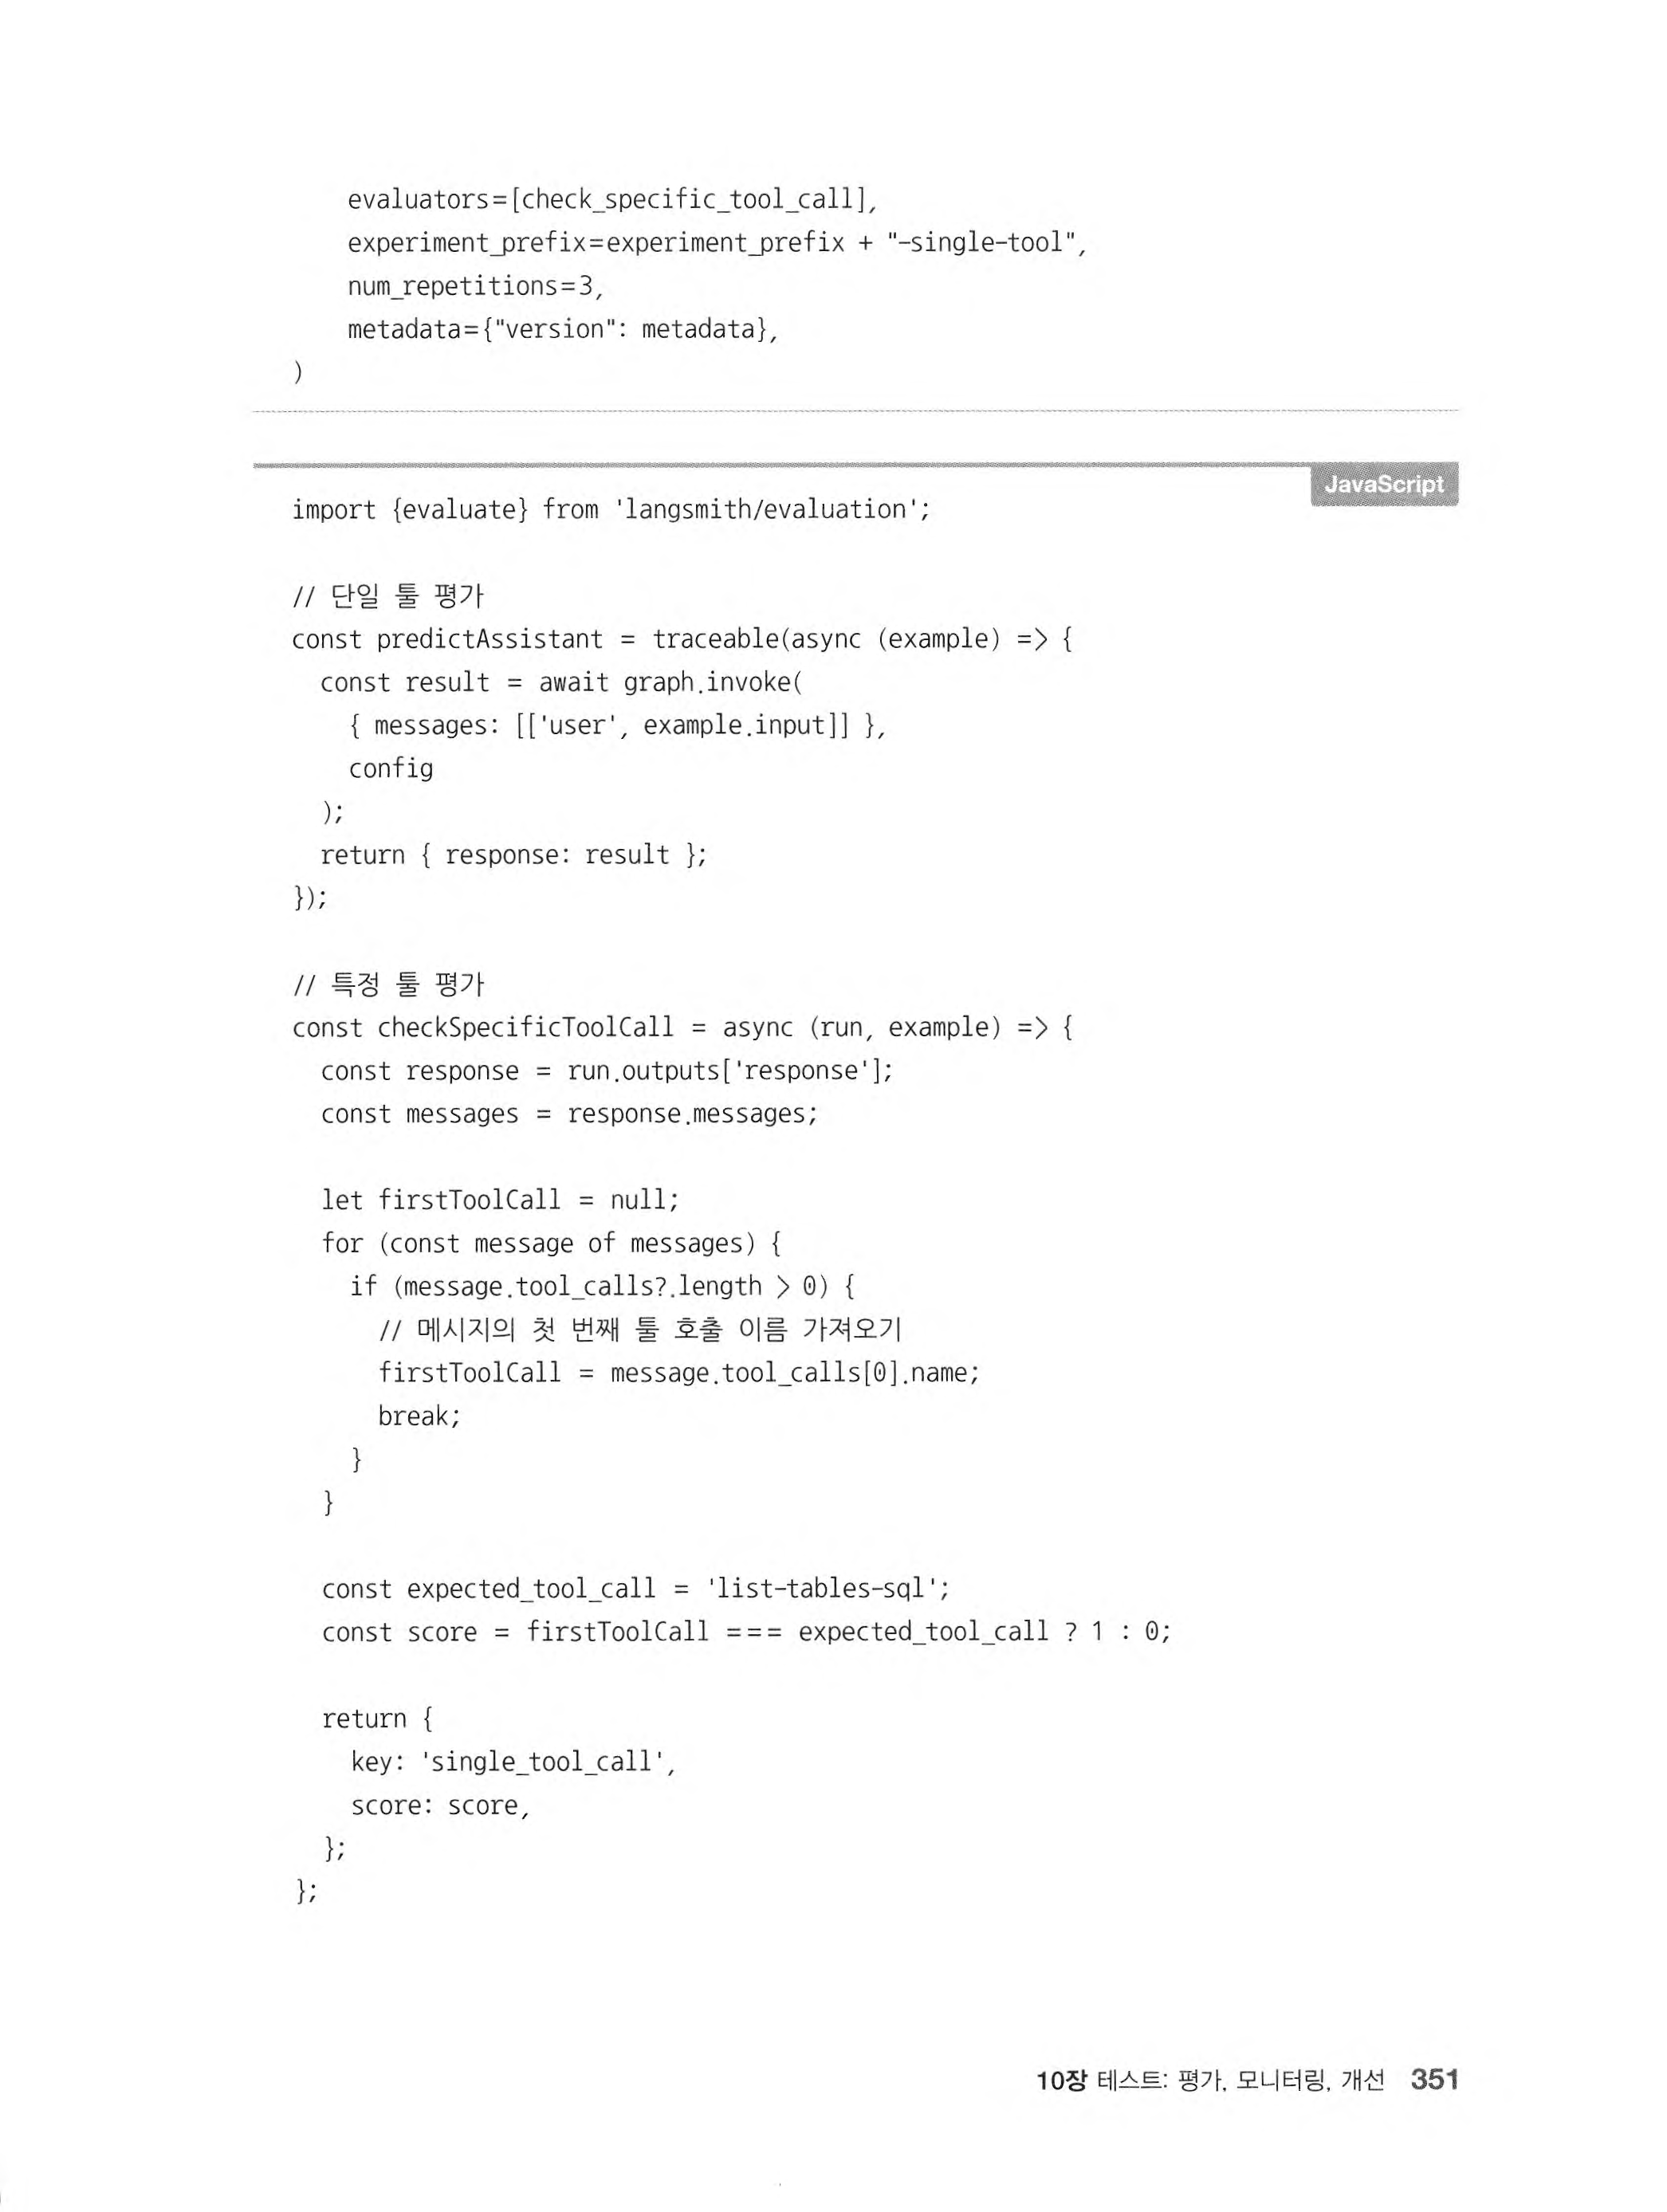 evaluators=[check_specific_tool_call],
    experiment_prefix=experiment_prefix + "-single-tool",
    num_repetitions=3,
    metadata={"version": metadata},
)
JavaScript
import {evaluate} from 'langsmith/evaluation';

// 단일 툴 평가
const predictAssistant = traceable(async (example) => {
  const result = await graph.invoke(
    { messages: [['user', example.input]] },
    config
  );
  return { response: result };
});

// 특정 툴 평가
const checkSpecificToolCall = async (run, example) => {
  const response = run.outputs['response'];
  const messages = response.messages;

  let firstToolCall = null;
  for (const message of messages) {
    if (message.tool_calls?.length > 0) {
      // 메시지의 첫 번째 툴 호출 이름 가져오기
      firstToolCall = message.tool_calls[0].name;
      break;
    }
  }

  const expected_tool_call = 'list-tables-sql';
  const score = firstToolCall === expected_tool_call ? 1 : 0;

  return {
    key: 'single_tool_call',
    score: score,
  };
};
10장 테스트: 평가, 모니터링, 개선 351